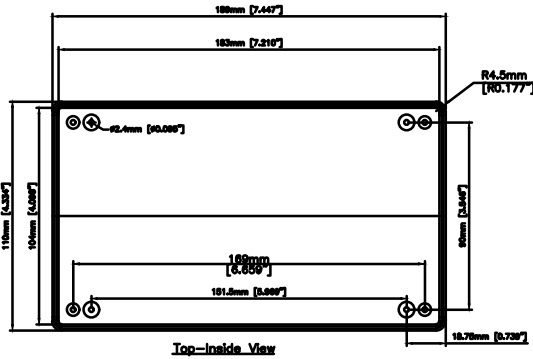 189mm [7.447"]
183mm [7.210"]
R4.5mm
[R0.177"]
ø2.4mm [ø0.095"]
110mm [4.334"]
104mm [4.098"]
90mm [3.546"]
169mm
[6.659"]
151.5mm [5.969"]
18.75mm [0.739"]
Top-Inside View